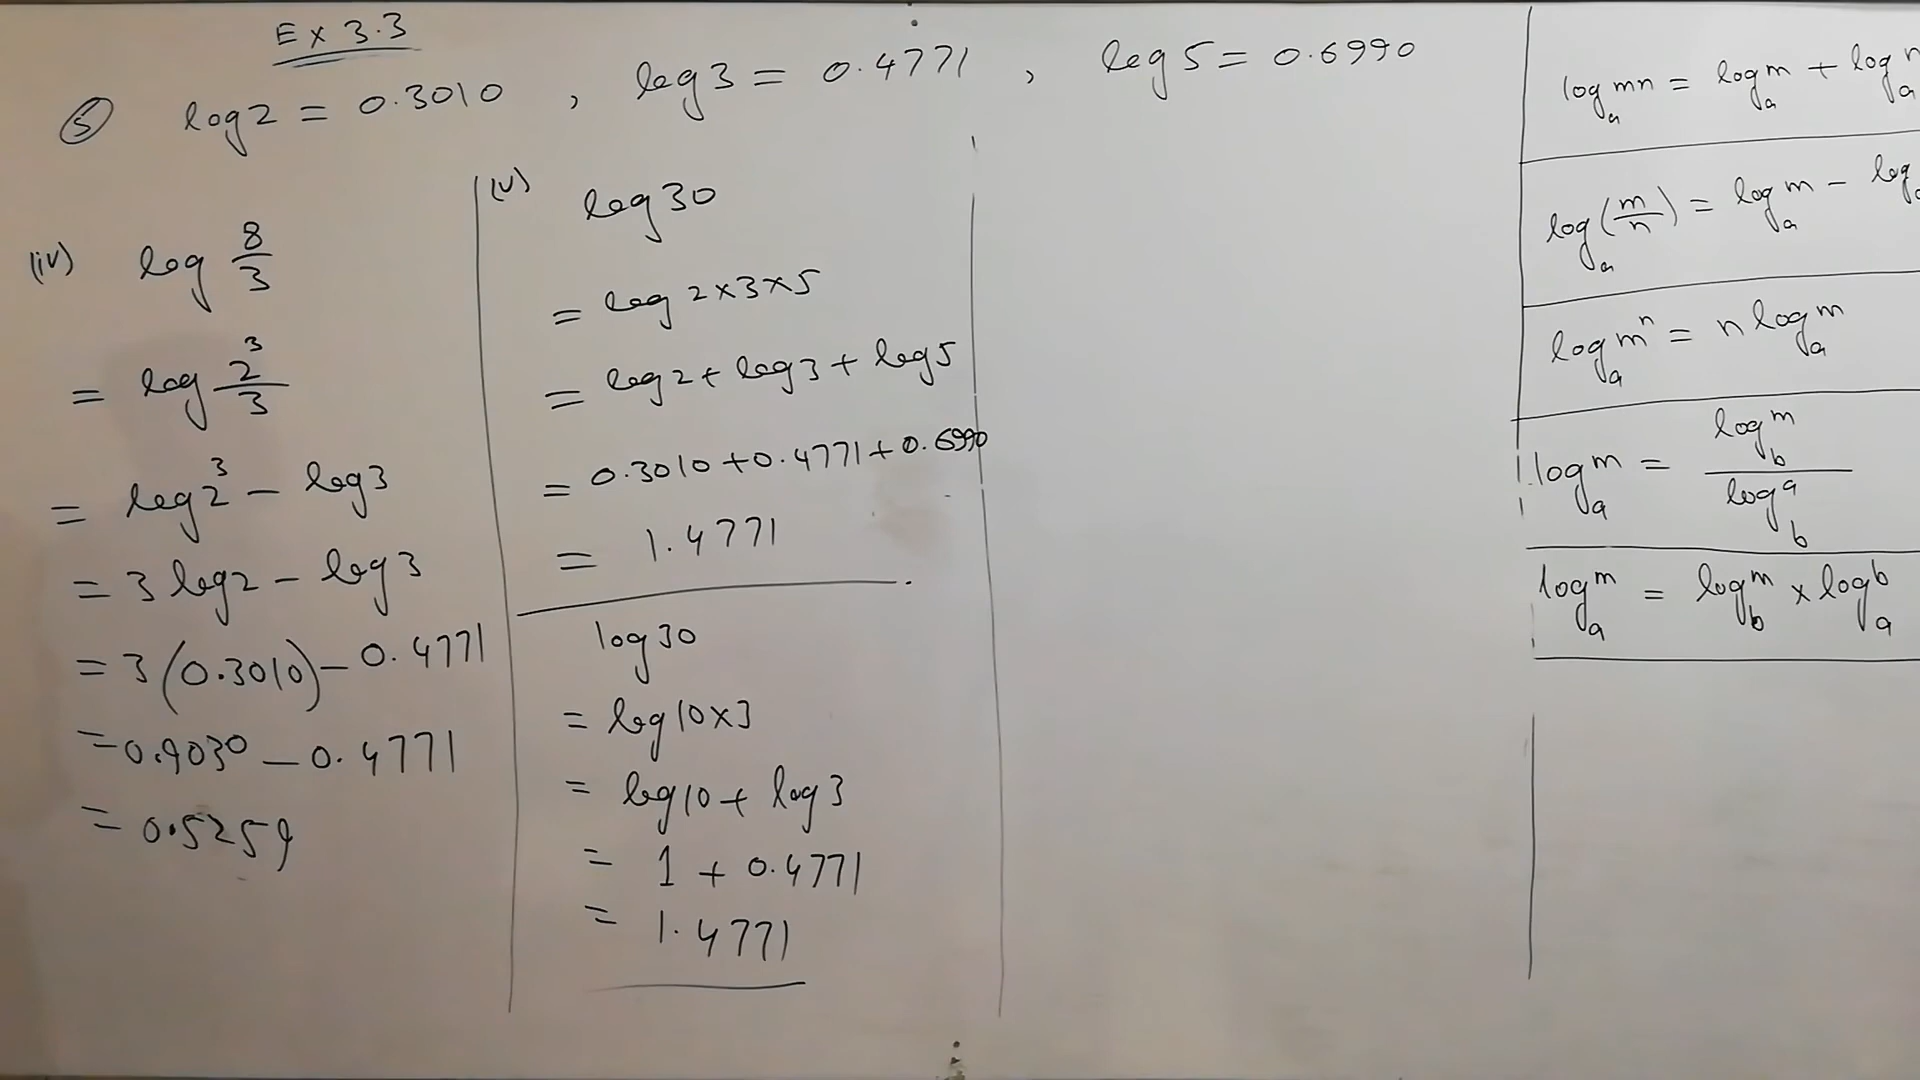 Ex 3.3
⑤ log2 = 0.3010 , log3 = 0.4771 , log5 = 0.6990
(iv) log 8/3
= log 2³/3
= log2³ - log3
= 3 log2 - log3
= 3(0.3010) - 0.4771
= 0.9030 - 0.4771
= 0.5259
(v) log30
= log 2×3×5
= log2 + log3 + log5
= 0.3010 + 0.4771 + 0.6990
= 1.4771
log30
= log10×3
= log10 + log3
= 1 + 0.4771
= 1.4771
logₐ mn = logₐ m + logₐ n
logₐ (m/n) = logₐ m - log
logₐ mⁿ = n logₐ m
logₐ m = log_b m / log_b a
logₐ m = log_b m × logₐ b